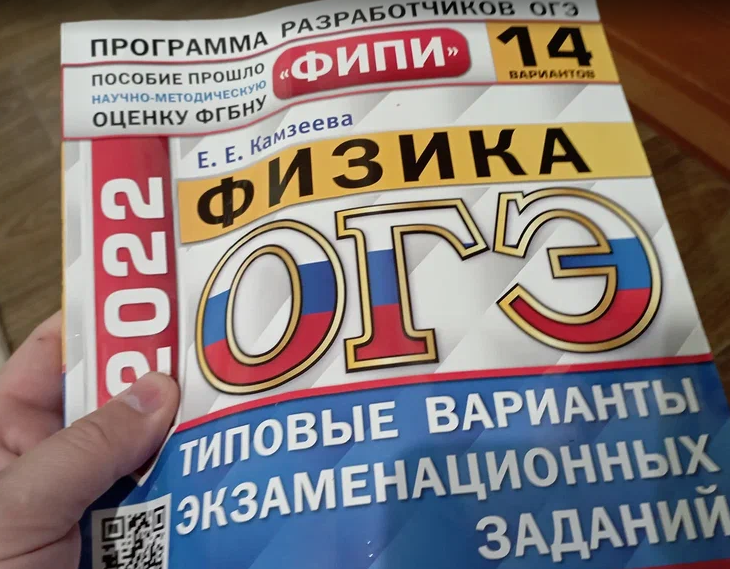 ПРОГРАММА РАЗРАБОТЧИКОВ ОГЭ
ПОСОБИЕ ПРОШЛО
НАУЧНО-МЕТОДИЧЕСКУЮ
ОЦЕНКУ ФГБНУ
«ФИПИ»
14
ВАРИАНТОВ
Е. Е. Камзеева
ФИЗИКА
2022
ОГЭ
ТИПОВЫЕ ВАРИАНТЫ
ЭКЗАМЕНАЦИОННЫХ
ЗАДАНИЙ